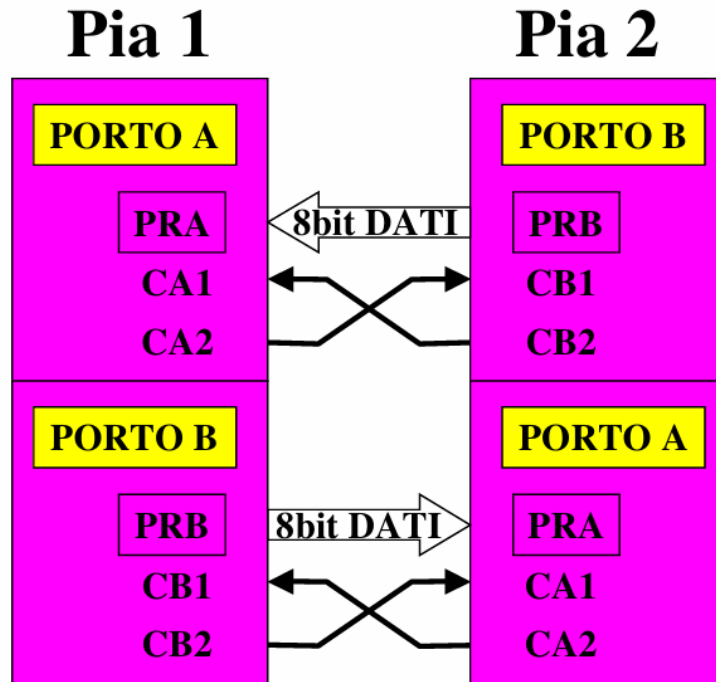 Pia 1 Pia 2
PORTO A PORTO B
PRA 8bit DATI PRB
CA1 CB1
CA2 CB2
PORTO B PORTO A
PRB 8bit DATI PRA
CB1 CA1
CB2 CA2